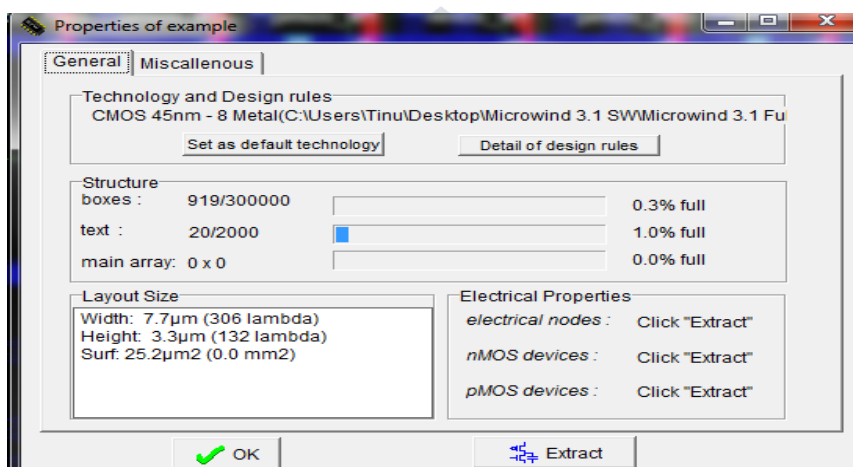 Properties of example
General Miscallenous
Technology and Design rules
CMOS 45nm - 8 Metal(C:\Users\Tinu\Desktop\Microwind 3.1 SW\Microwind 3.1 Ful
Set as default technology Detail of design rules
Structure
boxes : 919/300000 0.3% full
text : 20/2000 1.0% full
main array: 0 x 0 0.0% full
Layout Size
Width: 7.7µm (306 lambda)
Height: 3.3µm (132 lambda)
Surf: 25.2µm2 (0.0 mm2)
Electrical Properties
electrical nodes : Click "Extract"
nMOS devices : Click "Extract"
pMOS devices : Click "Extract"
OK Extract